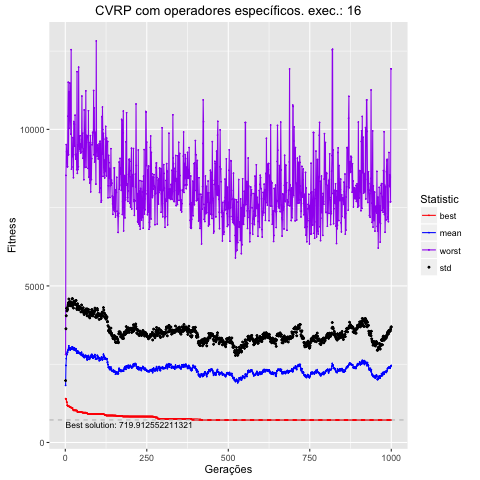 CVRP com operadores específicos. exec.: 16
Fitness
10000
5000
0
Best solution: 719.912552211321
0
250
500
750
1000
Gerações
Statistic
best
mean
worst
std